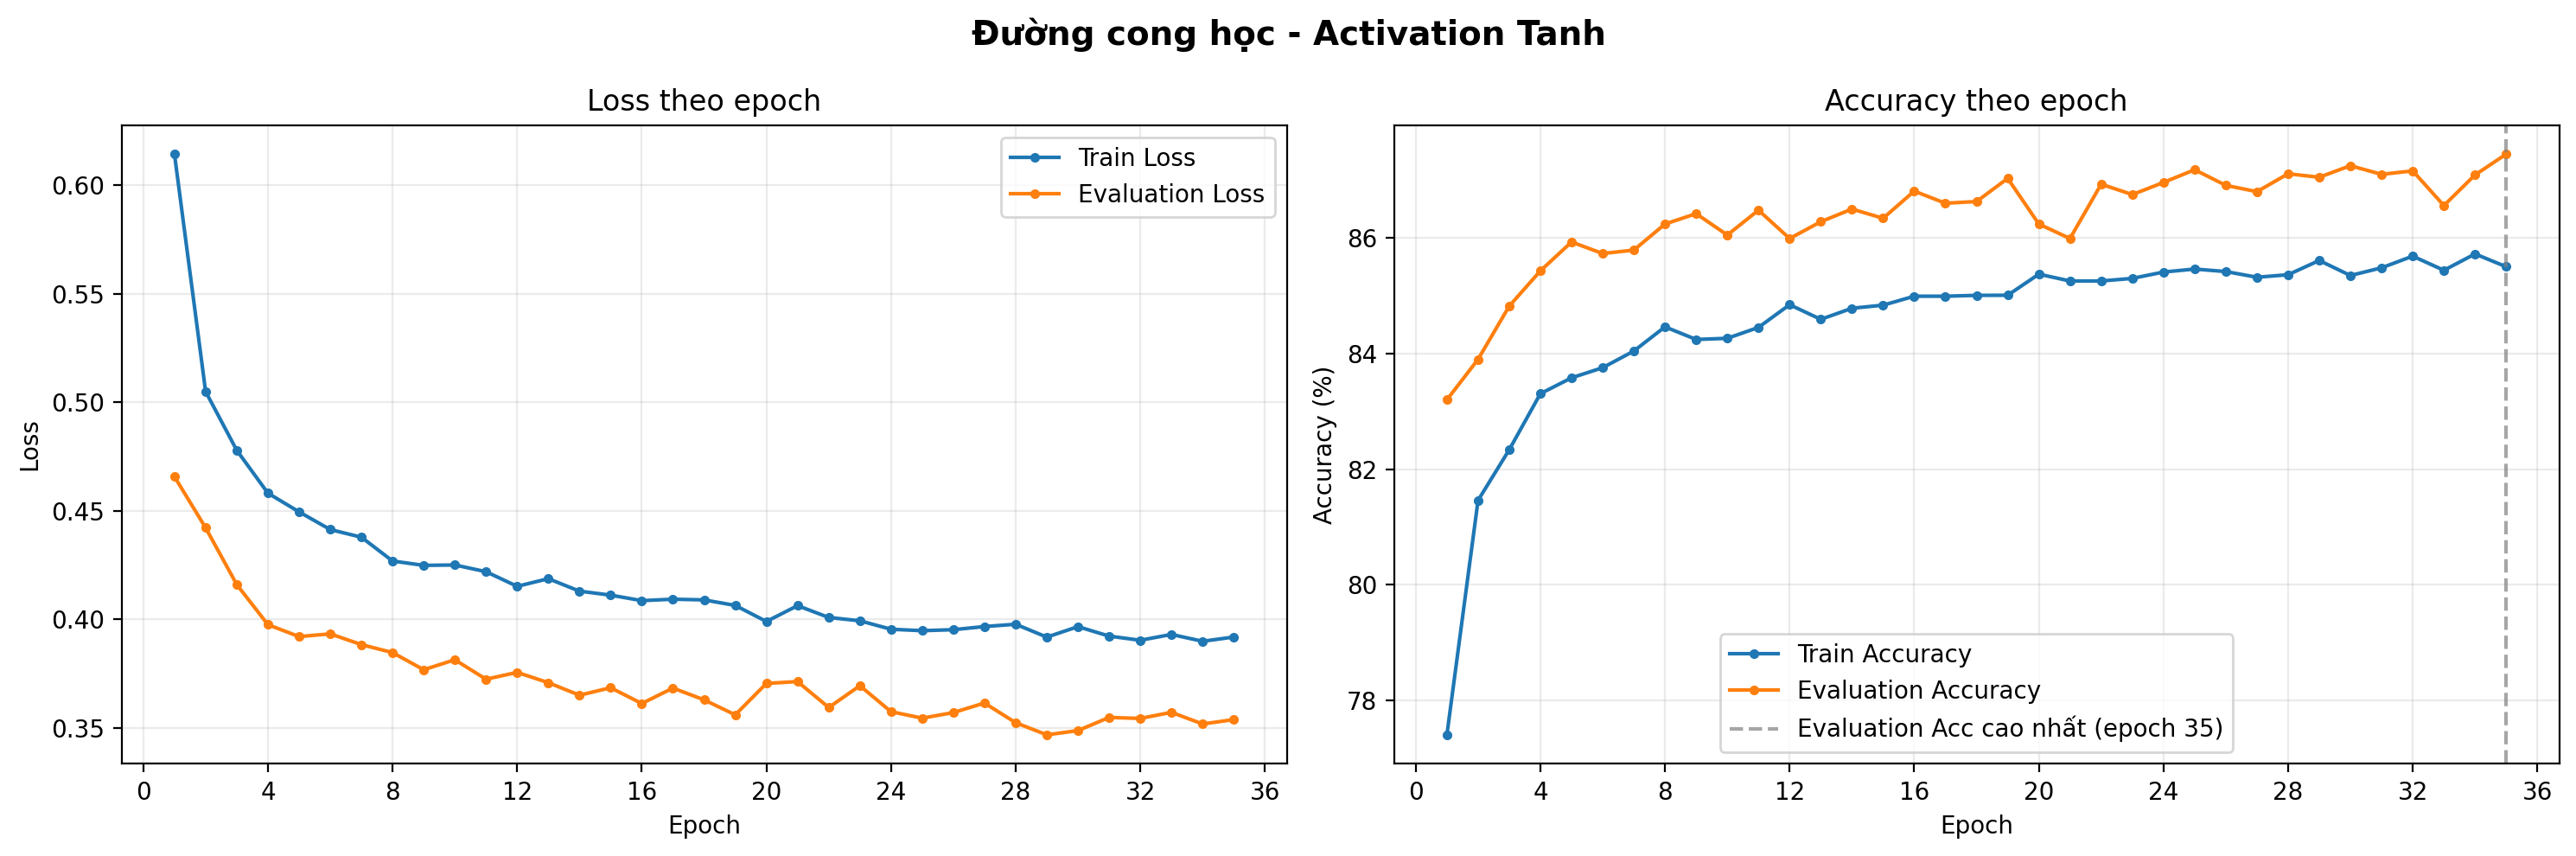 Đường cong học - Activation Tanh
Loss theo epoch
Train Loss
Evaluation Loss
0.60
0.55
0.50
0.45
0.40
0.35
Loss
0 4 8 12 16 20 24 28 32 36
Epoch
Accuracy theo epoch
86
84
82
80
78
Accuracy (%)
Train Accuracy
Evaluation Accuracy
Evaluation Acc cao nhất (epoch 35)
0 4 8 12 16 20 24 28 32 36
Epoch